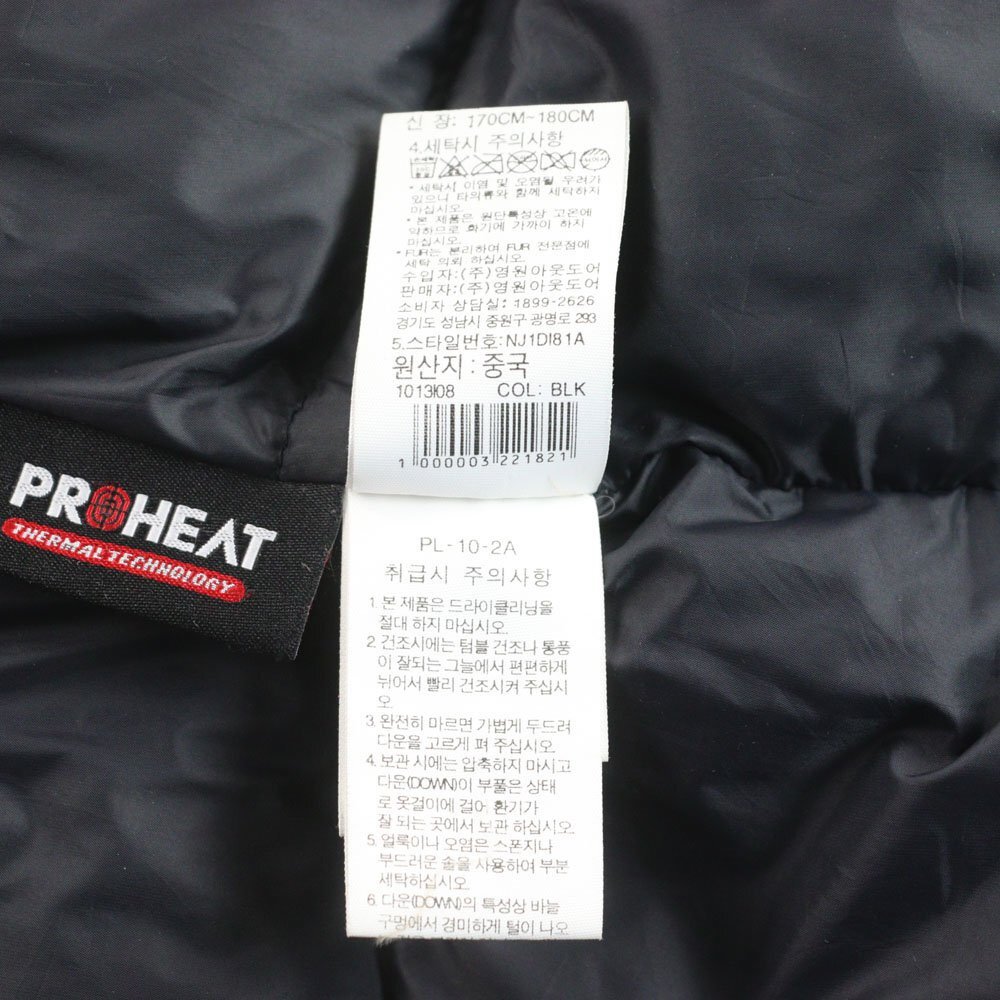 신 장: 170CM~180CM
4.세탁시 주의사항
* 세탁시 이염 및 오염될 우려가
있으니 타의류와 함께 세탁하지
마십시오.
* 본 제품은 원단특성상 고온에
약하므로 화기에 가까이 하지
마십시오.
* FUR는 분리하여 FUR 전문점에
세탁 의뢰 하십시오.
수입자:(주)영원아웃도어
판매자:(주)영원아웃도어
소비자 상담실: 1899-2626
경기도 성남시 중원구 광명로 293
5.스타일번호:NJ1DI81A
원산지: 중국
1013I08 COL: BLK
1 000003 221821
PROHEAT
THERMAL TECHNOLOGY
PL-10-2A
취급시 주의사항
1. 본 제품은 드라이클리닝을
절대 하지 마십시오.
2. 건조시에는 텀블 건조나 통풍
이 잘되는 그늘에서 편편하게
뉘어서 빨리 건조시켜 주십시
오.
3. 완전히 마르면 가볍게 두드려
다운을 고르게 펴 주십시오.
4. 보관 시에는 압축하지 마시고
다운(DOWN)이 부풀은 상태
로 옷걸이에 걸어 환기가
잘 되는 곳에서 보관 하십시오.
5. 얼룩이나 오염은 스폰지나
부드러운 솔을 사용하여 부분
세탁하십시오.
6. 다운(DOWN)의 특성상 바늘
구멍에서 경미하게 털이 나오